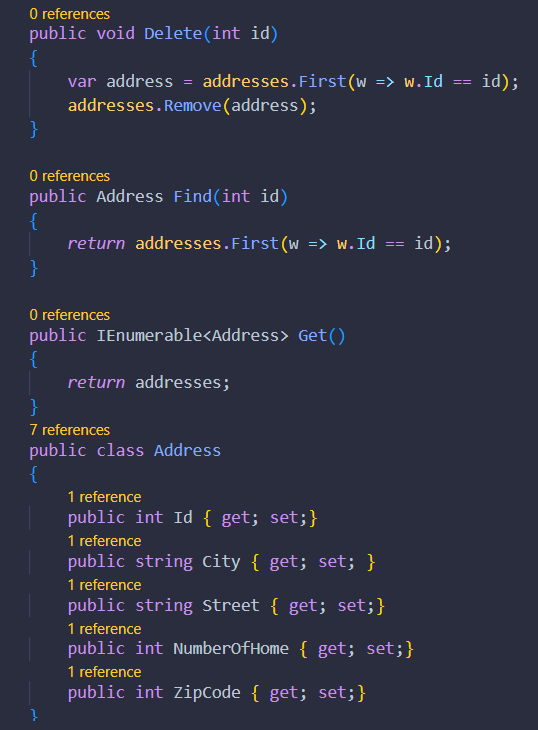 0 references
public void Delete(int id)
{
var address = addresses.First(w => w.Id == id);
addresses.Remove(address);
}
0 references
public Address Find(int id)
{
return addresses.First(w => w.Id == id);
}
0 references
public IEnumerable<Address> Get()
{
return addresses;
}
7 references
public class Address
{
1 reference
public int Id { get; set;}
1 reference
public string City { get; set; }
1 reference
public string Street { get; set;}
1 reference
public int NumberOfHome { get; set;}
1 reference
public int ZipCode { get; set;}
}